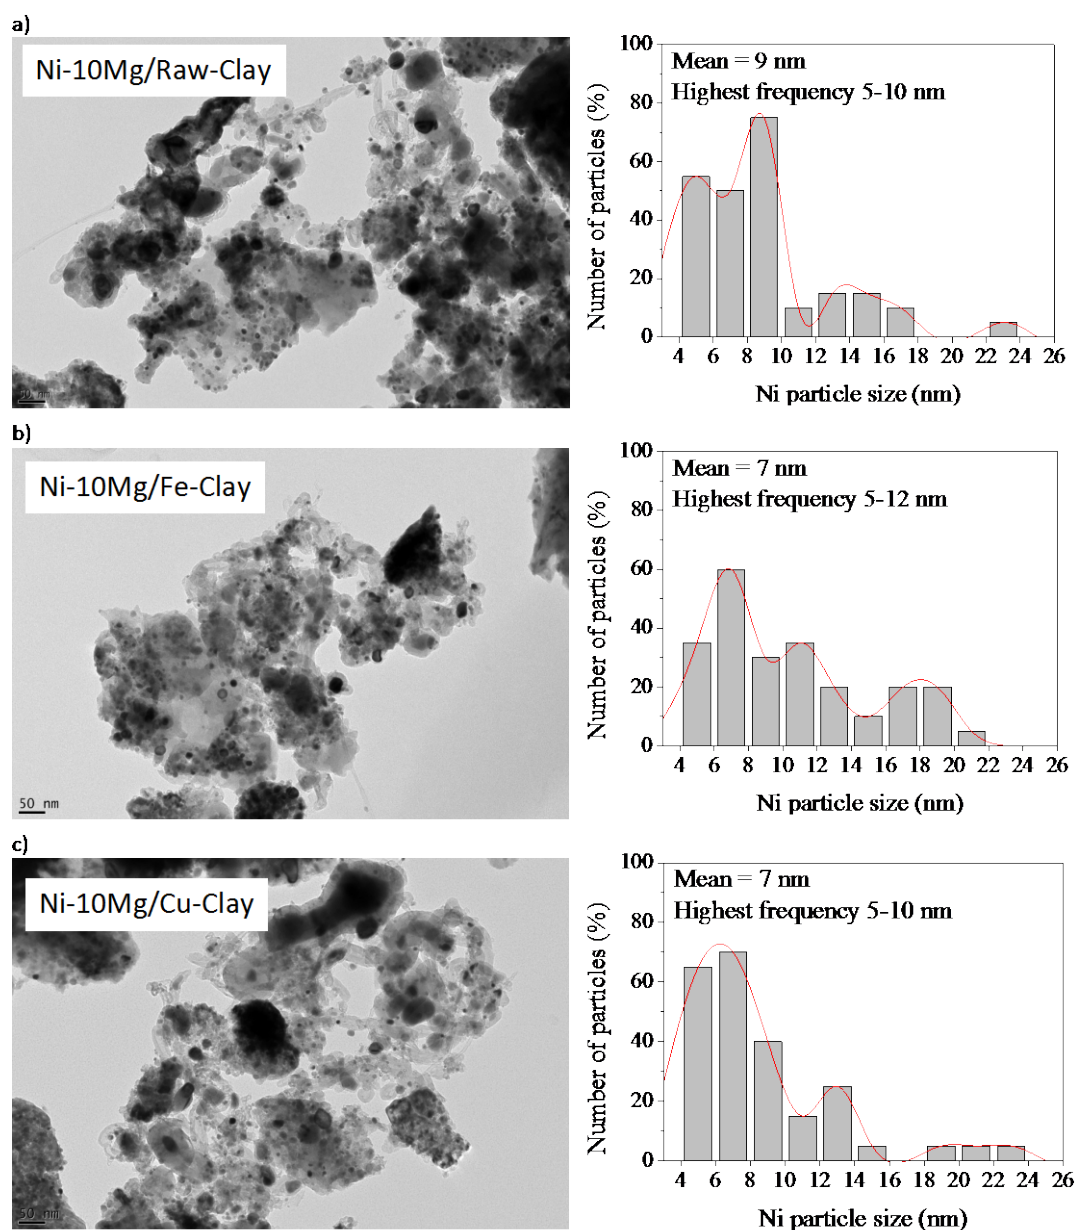 a)
Ni-10Mg/Raw-Clay
50 nm
Mean = 9 nm
Highest frequency 5-10 nm
Number of particles (%)
100
80
60
40
20
0
4 6 8 10 12 14 16 18 20 22 24 26
Ni particle size (nm)
b)
Ni-10Mg/Fe-Clay
50 nm
Mean = 7 nm
Highest frequency 5-12 nm
Number of particles (%)
100
80
60
40
20
0
4 6 8 10 12 14 16 18 20 22 24 26
Ni particle size (nm)
c)
Ni-10Mg/Cu-Clay
50 nm
Mean = 7 nm
Highest frequency 5-10 nm
Number of particles (%)
100
80
60
40
20
0
4 6 8 10 12 14 16 18 20 22 24 26
Ni particle size (nm)